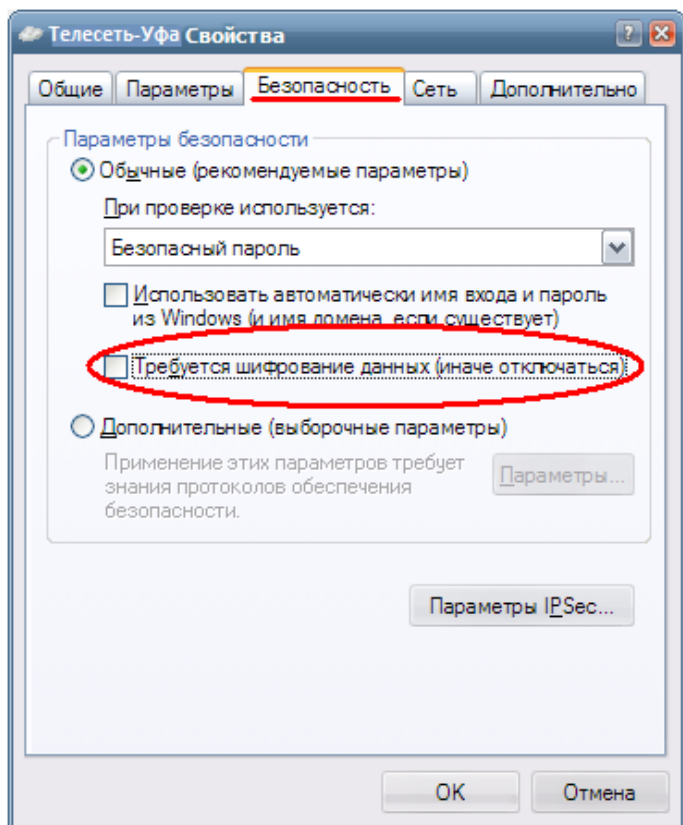 Телесеть-Уфа Свойства
Общие Параметры Безопасность Сеть Дополнительно
Параметры безопасности
Обычные (рекомендуемые параметры)
При проверке используется:
Безопасный пароль
Использовать автоматически имя входа и пароль
из Windows (и имя домена, если существует)
Требуется шифрование данных (иначе отключаться)
Дополнительные (выборочные параметры)
Применение этих параметров требует
знания протоколов обеспечения
безопасности.
Параметры...
Параметры IPSec...
OK Отмена